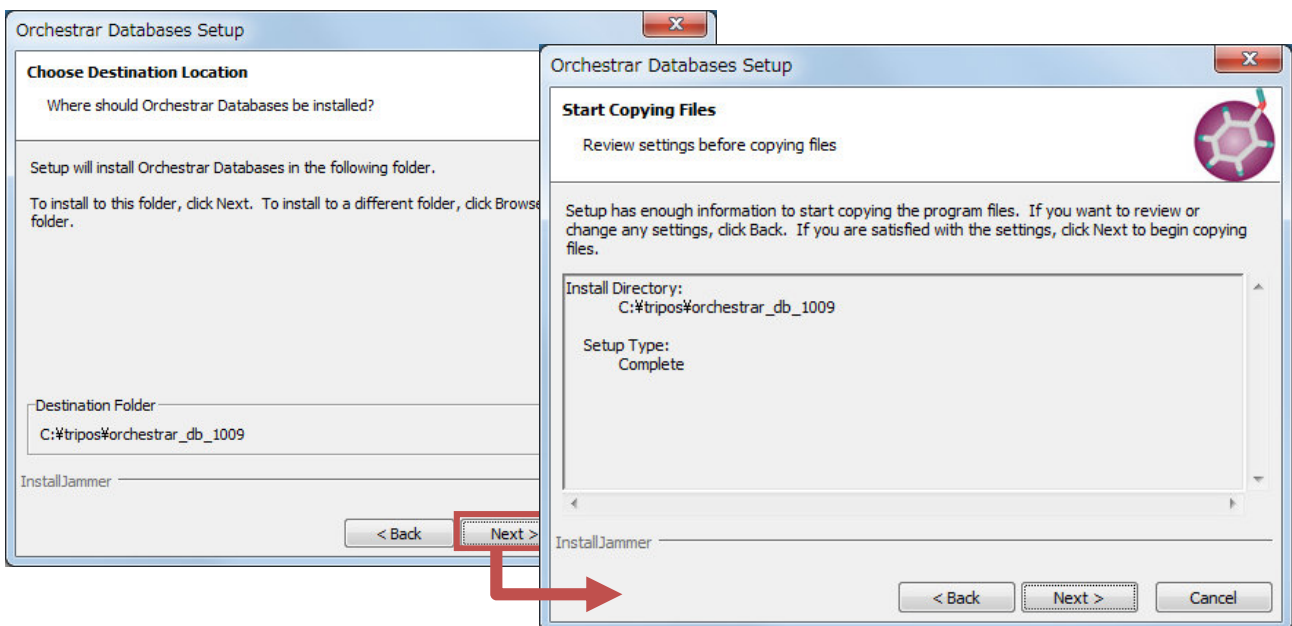 Orchestrar Databases Setup
Choose Destination Location
Where should Orchestrar Databases be installed?
Setup will install Orchestrar Databases in the following folder.
To install to this folder, click Next. To install to a different folder, click Browse
folder.
Destination Folder
C:¥tripos¥orchestrar_db_1009
InstallJammer
< Back
Next >
Orchestrar Databases Setup
Start Copying Files
Review settings before copying files
Setup has enough information to start copying the program files. If you want to review or
change any settings, click Back. If you are satisfied with the settings, click Next to begin copying
files.
Install Directory:
C:¥tripos¥orchestrar_db_1009
Setup Type:
Complete
InstallJammer
< Back
Next >
Cancel